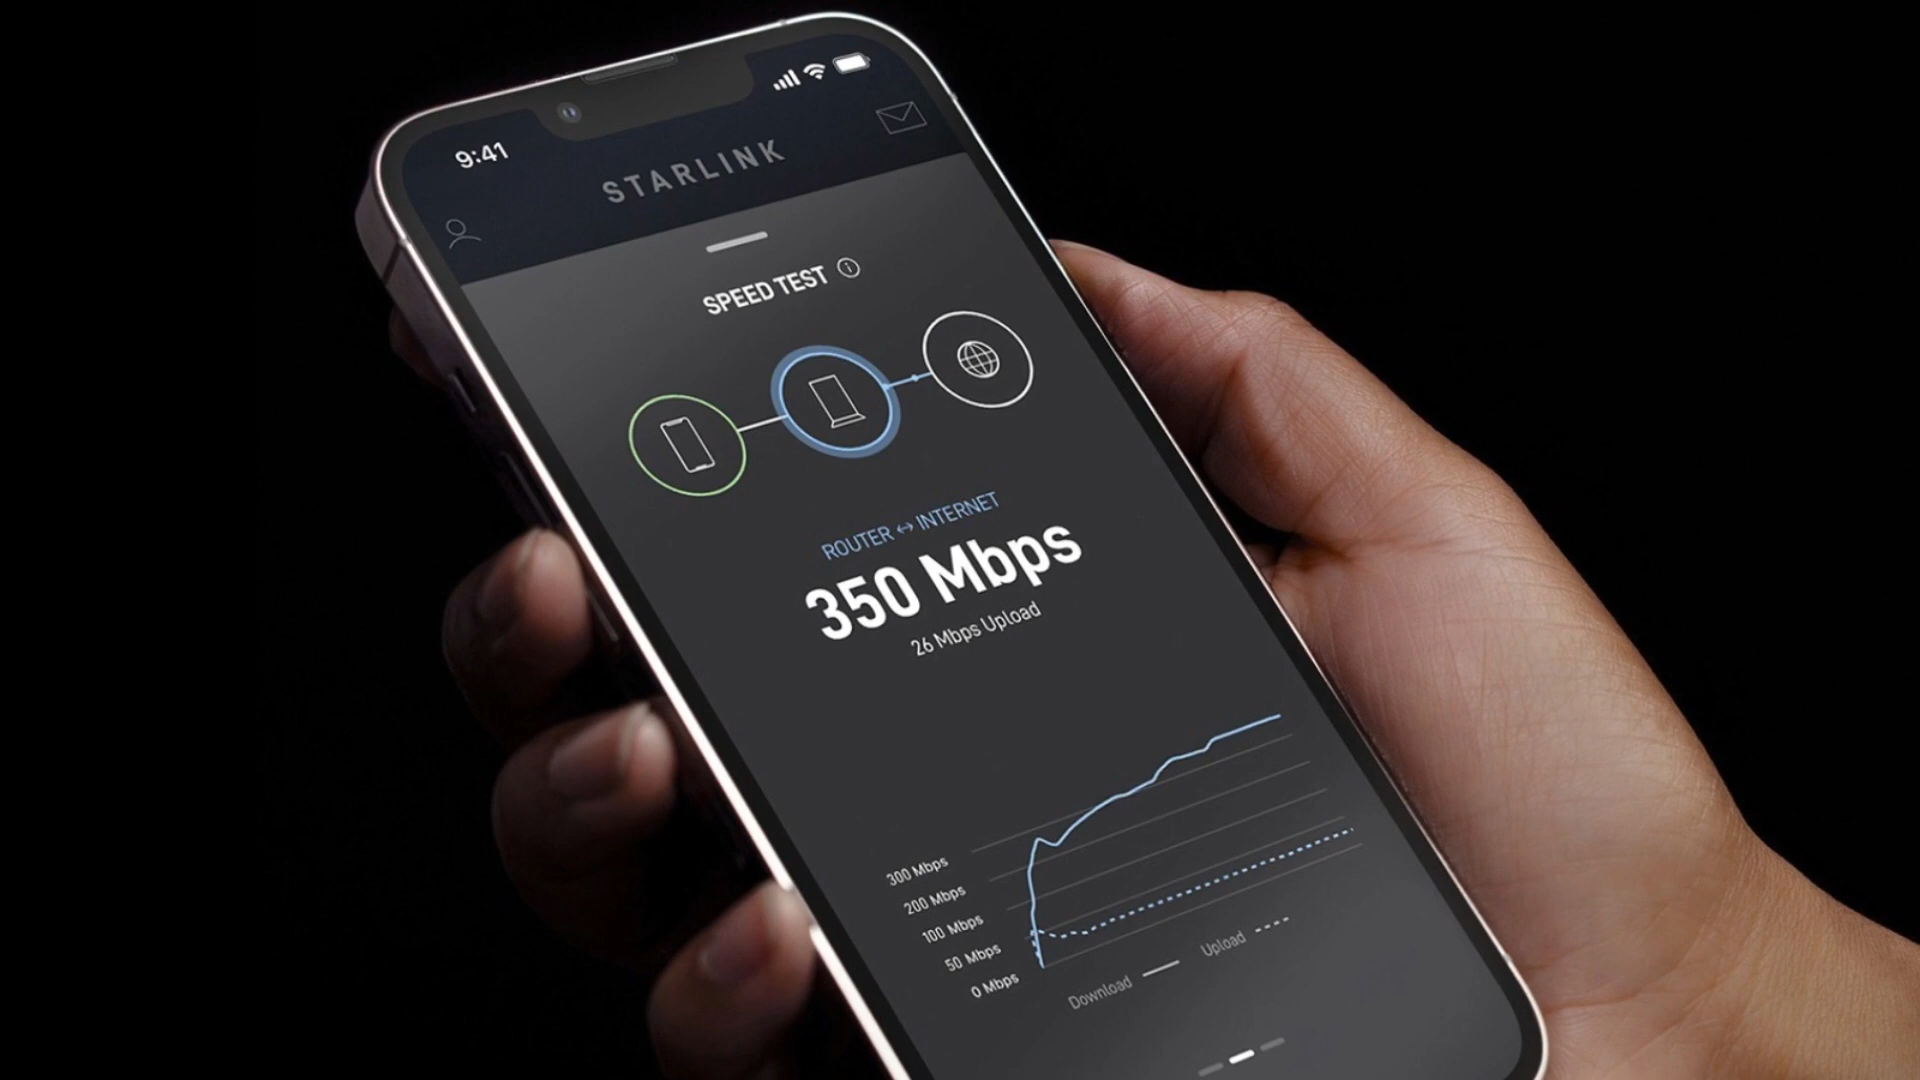 9:41
STARLINK
SPEED TEST
ROUTER ↔ INTERNET
350 Mbps
26 Mbps Upload
300 Mbps
200 Mbps
100 Mbps
50 Mbps
0 Mbps
Download
Upload